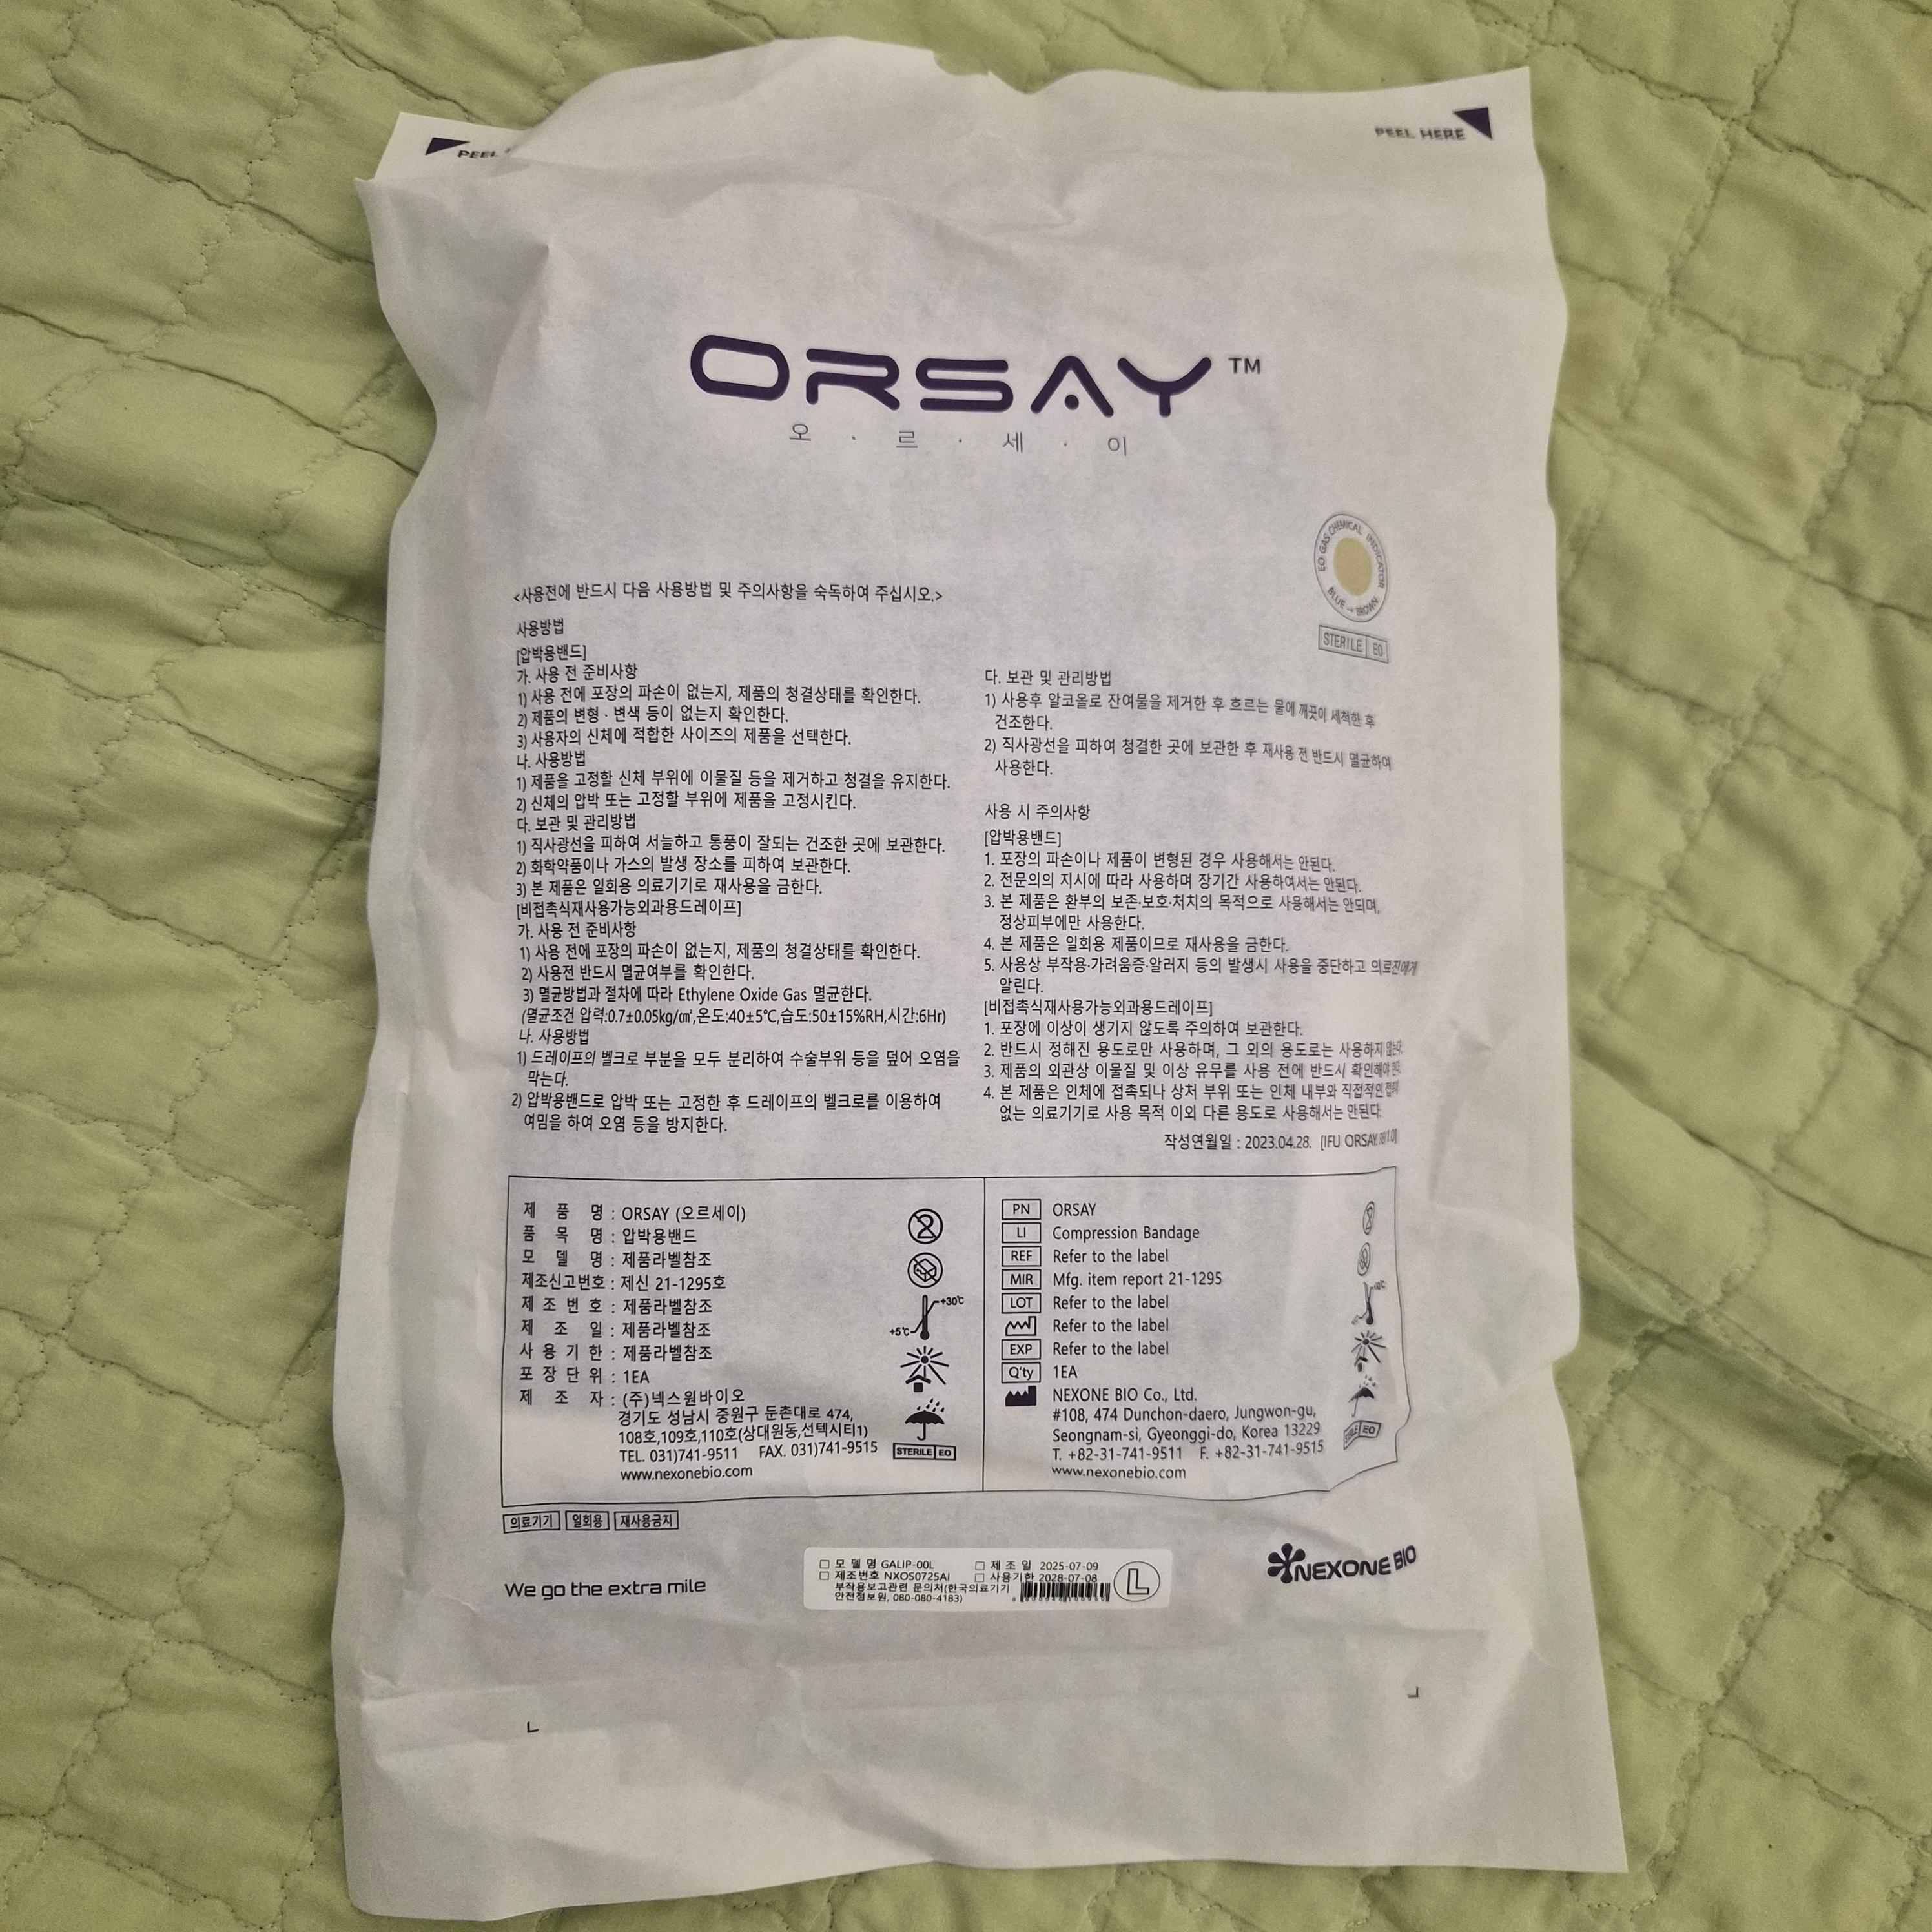 PEEL
PEEL HERE
ORSAY™
오·르·세·이
EO GAS CHEMICAL INDICATOR
BLUE → BROWN
STERILE EO
<사용전에 반드시 다음 사용방법 및 주의사항을 숙독하여 주십시오.>
사용방법
[압박용밴드]
가. 사용 전 준비사항
1) 사용 전에 포장의 파손이 없는지, 제품의 청결상태를 확인한다.
2) 제품의 변형·변색 등이 없는지 확인한다.
3) 사용자의 신체에 적합한 사이즈의 제품을 선택한다.
나. 사용방법
1) 제품을 고정할 신체 부위에 이물질 등을 제거하고 청결을 유지한다.
2) 신체의 압박 또는 고정할 부위에 제품을 고정시킨다.
다. 보관 및 관리방법
1) 직사광선을 피하여 서늘하고 통풍이 잘되는 건조한 곳에 보관한다.
2) 화학약품이나 가스의 발생 장소를 피하여 보관한다.
3) 본 제품은 일회용 의료기기로 재사용을 금한다.
[비접촉식재사용가능외과용드레이프]
가. 사용 전 준비사항
1) 사용 전에 포장의 파손이 없는지, 제품의 청결상태를 확인한다.
2) 사용전 반드시 멸균여부를 확인한다.
3) 멸균방법과 절차에 따라 Ethylene Oxide Gas 멸균한다.
(멸균조건 압력:0.7±0.05kg/㎠,온도:40±5℃,습도:50±15%RH,시간:6Hr)
나. 사용방법
1) 드레이프의 벨크로 부분을 모두 분리하여 수술부위 등을 덮어 오염을
막는다.
2) 압박용밴드로 압박 또는 고정한 후 드레이프의 벨크로를 이용하여
여밈을 하여 오염 등을 방지한다.
다. 보관 및 관리방법
1) 사용후 알코올로 잔여물을 제거한 후 흐르는 물에 깨끗이 세척한 후
건조한다.
2) 직사광선을 피하여 청결한 곳에 보관한 후 재사용 전 반드시 멸균하여
사용한다.
사용 시 주의사항
[압박용밴드]
1. 포장의 파손이나 제품이 변형된 경우 사용해서는 안된다.
2. 전문의의 지시에 따라 사용하며 장기간 사용하여서는 안된다.
3. 본 제품은 환부의 보존·보호·처치의 목적으로 사용해서는 안되며,
정상피부에만 사용한다.
4. 본 제품은 일회용 제품이므로 재사용을 금한다.
5. 사용상 부작용·가려움증·알러지 등의 발생시 사용을 중단하고 의료진에게
알린다.
[비접촉식재사용가능외과용드레이프]
1. 포장에 이상이 생기지 않도록 주의하여 보관한다.
2. 반드시 정해진 용도로만 사용하며, 그 외의 용도로는 사용하지
3. 제품의 외관상 이물질 및 이상 유무를 사용 전에 반드시
4. 본 제품은 인체에 접촉되나 상처 부위 또는 인체 내부와 직접적인
없는 의료기기로 사용 목적 이외 다른 용도로 사용해서는 안된다.
작성연월일 : 2023.04.28. [IFU ORSAY
제 품 명 : ORSAY (오르세이)
품 목 명 : 압박용밴드
모 델 명 : 제품라벨참조
제조신고번호 : 제신 21-1295호
제 조 번 호 : 제품라벨참조
제 조 일 : 제품라벨참조
사 용 기 한 : 제품라벨참조
포 장 단 위 : 1EA
제 조 자 : (주)넥스원바이오
경기도 성남시 중원구 둔촌대로 474,
108호,109호,110호(상대원동,선텍시티1)
TEL. 031)741-9511 FAX. 031)741-9515
www.nexonebio.com
2
+30℃
+5℃
STERILE EO
PN ORSAY
LI Compression Bandage
REF Refer to the label
MIR Mfg. item report 21-1295
LOT Refer to the label
Refer to the label
EXP Refer to the label
Q'ty 1EA
NEXONE BIO Co., Ltd.
#108, 474 Dunchon-daero, Jungwon-gu,
Seongnam-si, Gyeonggi-do, Korea 13229
T. +82-31-741-9511 F. +82-31-741-9515
www.nexonebio.com
2
EO
의료기기 일회용 재사용금지
We go the extra mile
□ 모 델 명 GALIP-00L □ 제 조 일 2025-07-09
□ 제조번호 NXOS0725AI □ 사용기한 2028-07-08
부작용보고관련 문의처(한국의료기기
안전정보원, 080-080-4183)
L
NEXONE BIO